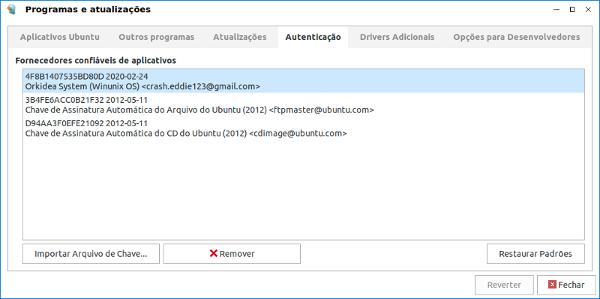 Programas e atualizações
Aplicativos Ubuntu Outros programas Atualizações Autenticação Drivers Adicionais Opções para Desenvolvedores
Fornecedores confiáveis de aplicativos
4F8B1407535BD80D 2020-02-24
Orkidea System (Winunix OS) <crash.eddie123@gmail.com>
3B4FE6ACC0B21F32 2012-05-11
Chave de Assinatura Automática do Arquivo do Ubuntu (2012) <ftpmaster@ubuntu.com>
D94AA3F0EFE21092 2012-05-11
Chave de Assinatura Automática do CD do Ubuntu (2012) <cdimage@ubuntu.com>
Importar Arquivo de Chave... Remover Restaurar Padrões
Reverter Fechar